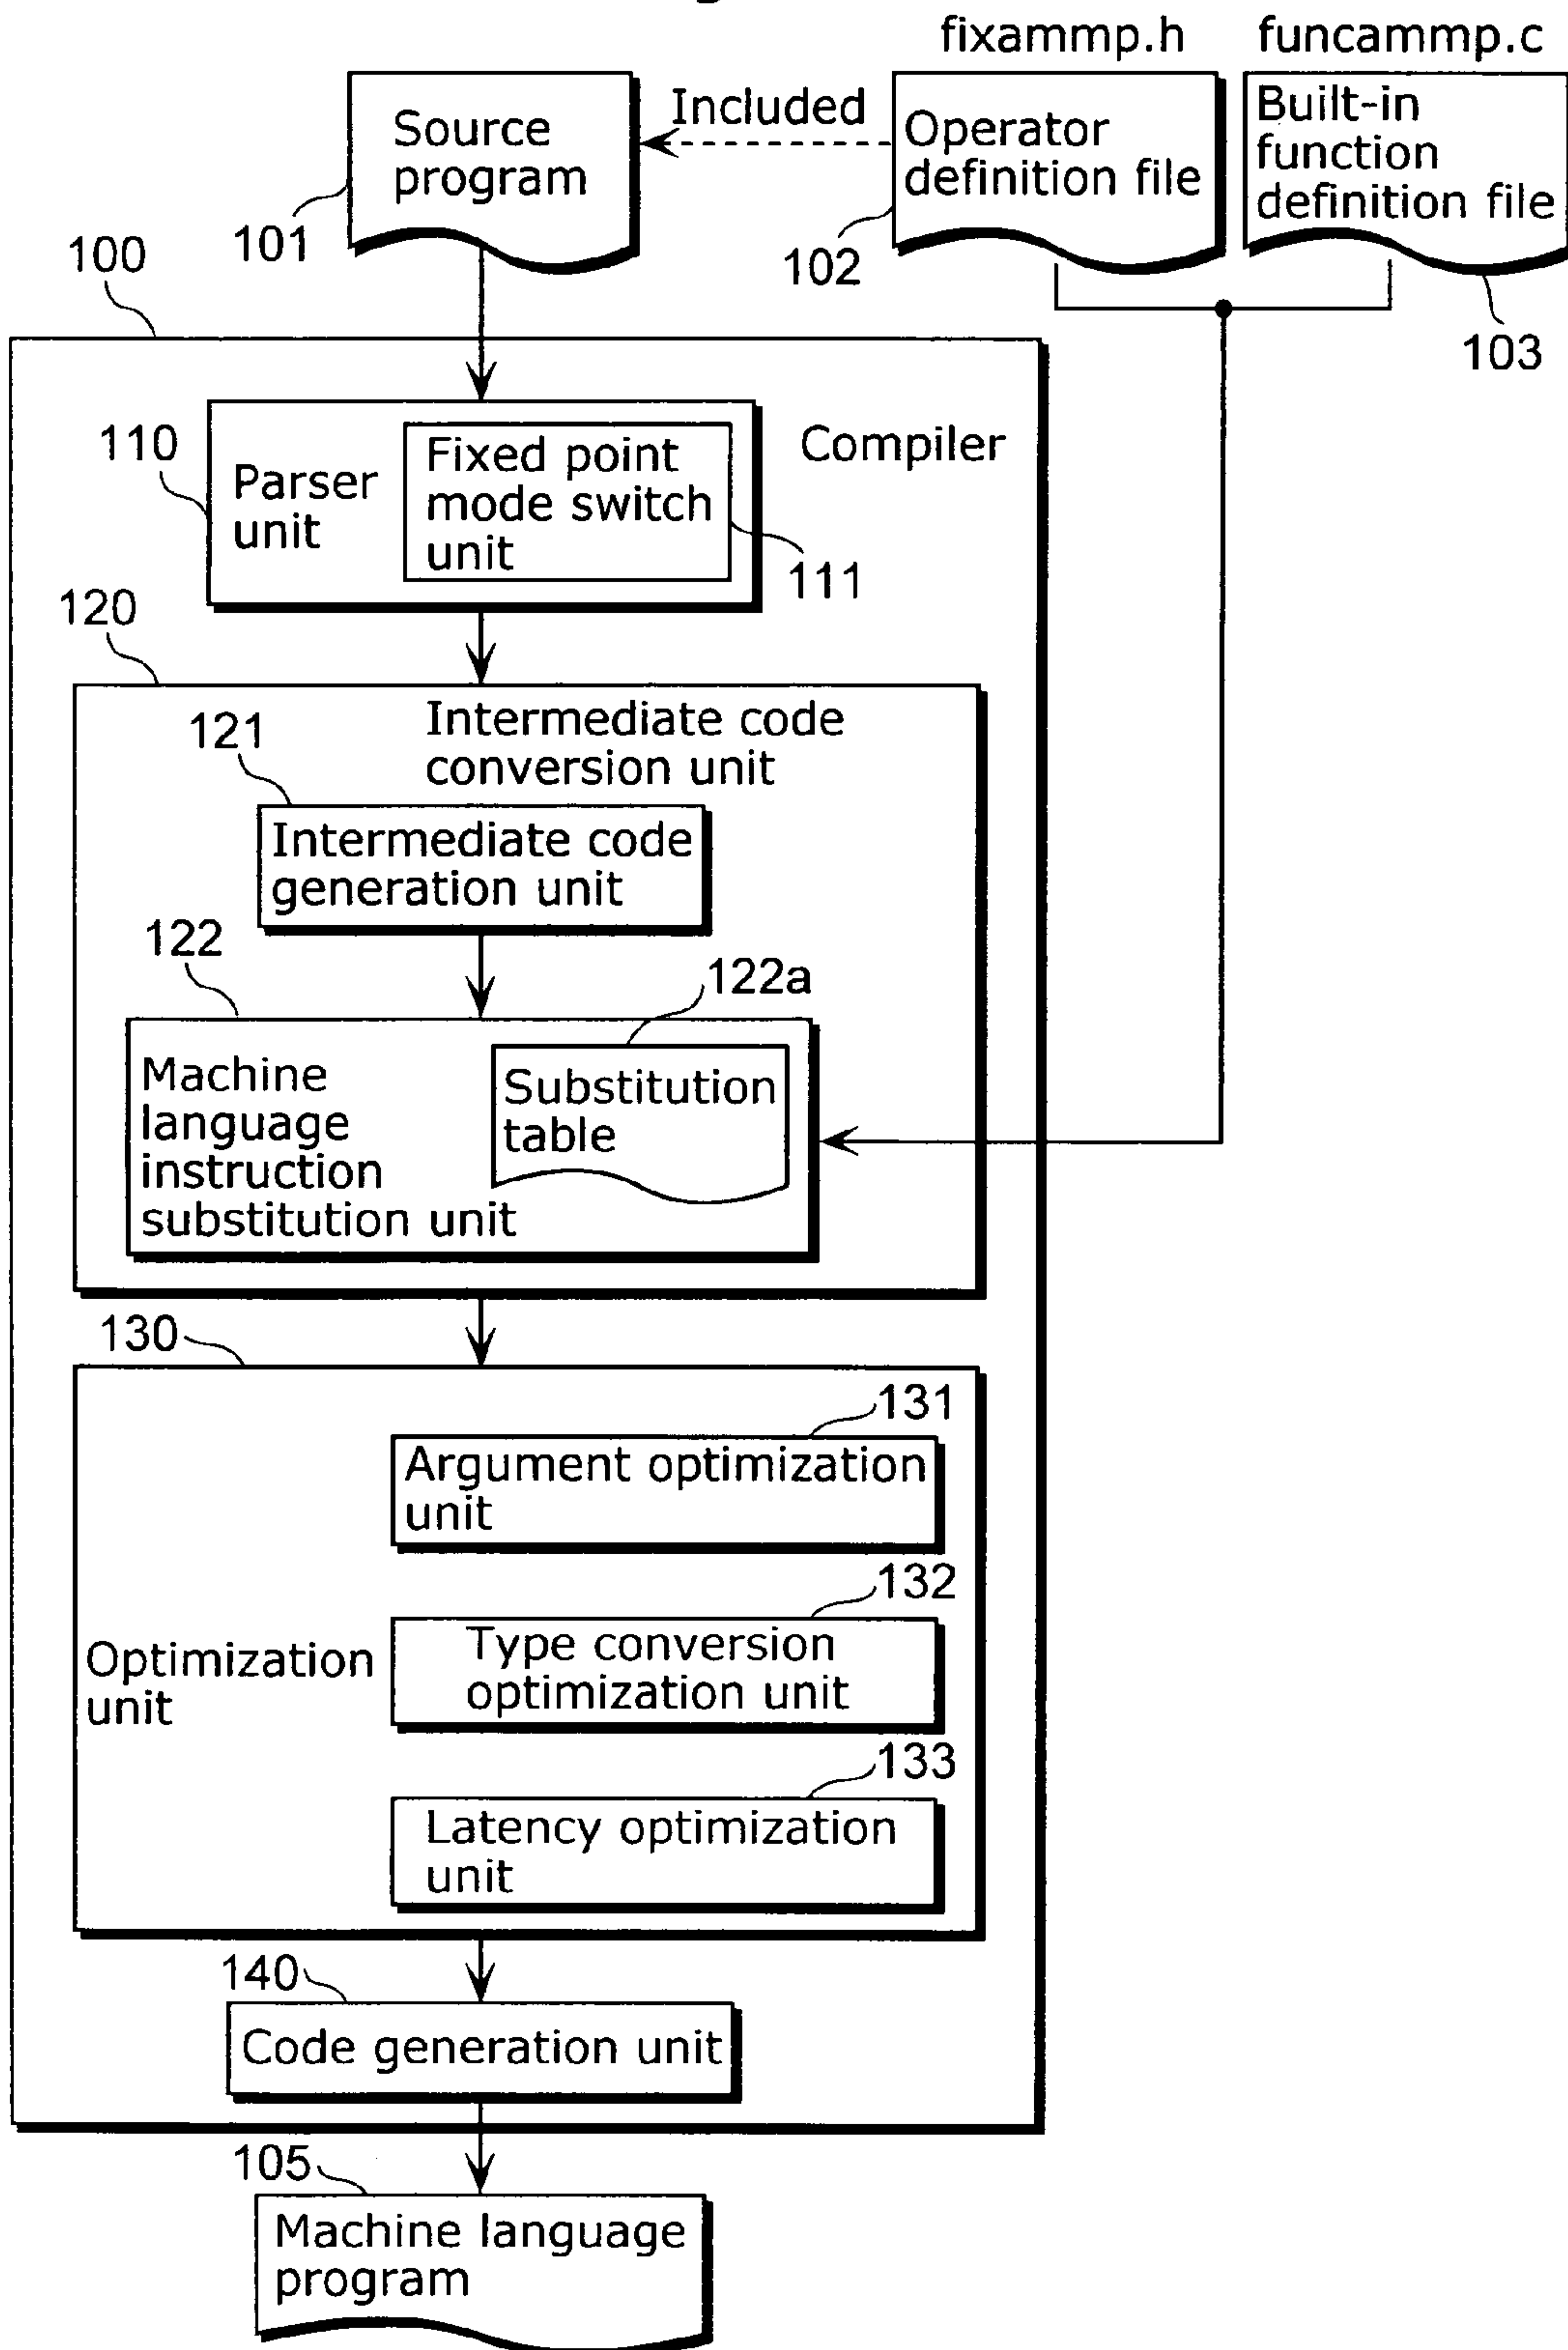 fixammp.h
funcammp.c
Source
program
Included
Operator
definition file
Built-in
function
definition file
101
102
103
100
Compiler
110
Parser
unit
Fixed point
mode switch
unit
111
120
Intermediate code
conversion unit
121
Intermediate code
generation unit
122
122a
Machine
language
instruction
substitution unit
Substitution
table
130
131
Argument optimization
unit
132
Optimization
unit
Type conversion
optimization unit
133
Latency optimization
unit
140
Code generation unit
105
Machine language
program